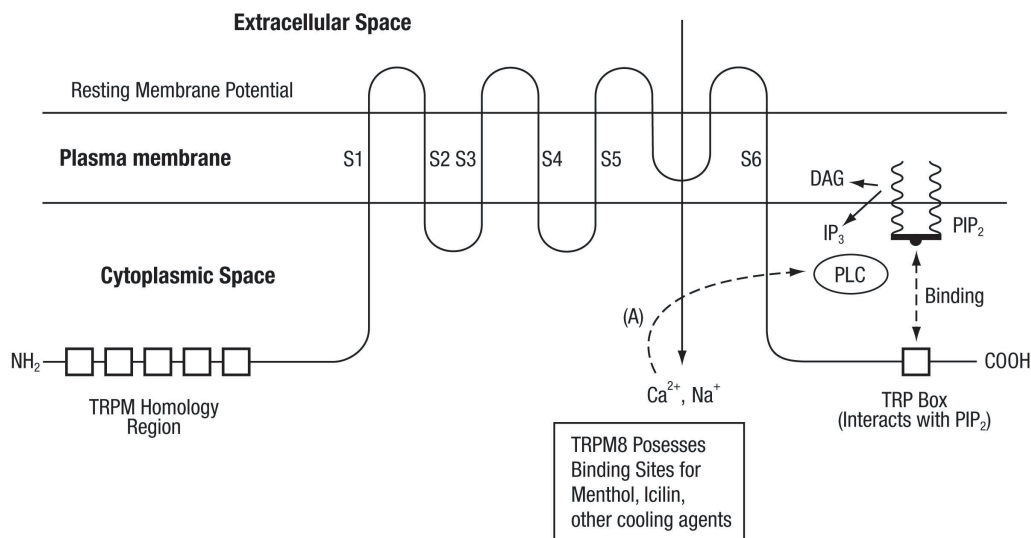 Extracellular Space
Resting Membrane Potential
Plasma membrane
S1
S2 S3
S4
S5
S6
DAG
IP₃
PIP₂
PLC
Cytoplasmic Space
Binding
(A)
NH₂
COOH
Ca²⁺, Na⁺
TRPM Homology
Region
TRP Box
(Interacts with PIP₂)
TRPM8 Posesses
Binding Sites for
Menthol, Icilin,
other cooling agents